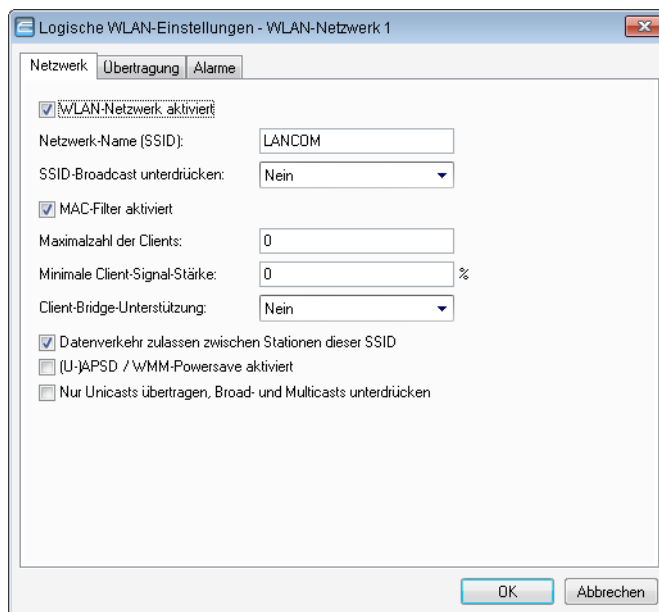 Logische WLAN-Einstellungen - WLAN-Netzwerk 1
Netzwerk Übertragung Alarme
WLAN-Netzwerk aktiviert
Netzwerk-Name (SSID): LANCOM
SSID-Broadcast unterdrücken: Nein
MAC-Filter aktiviert
Maximalzahl der Clients: 0
Minimale Client-Signal-Stärke: 0 %
Client-Bridge-Unterstützung: Nein
Datenverkehr zulassen zwischen Stationen dieser SSID
(U-)APSD / WMM-Powersave aktiviert
Nur Unicasts übertragen, Broad- und Multicasts unterdrücken
OK Abbrechen